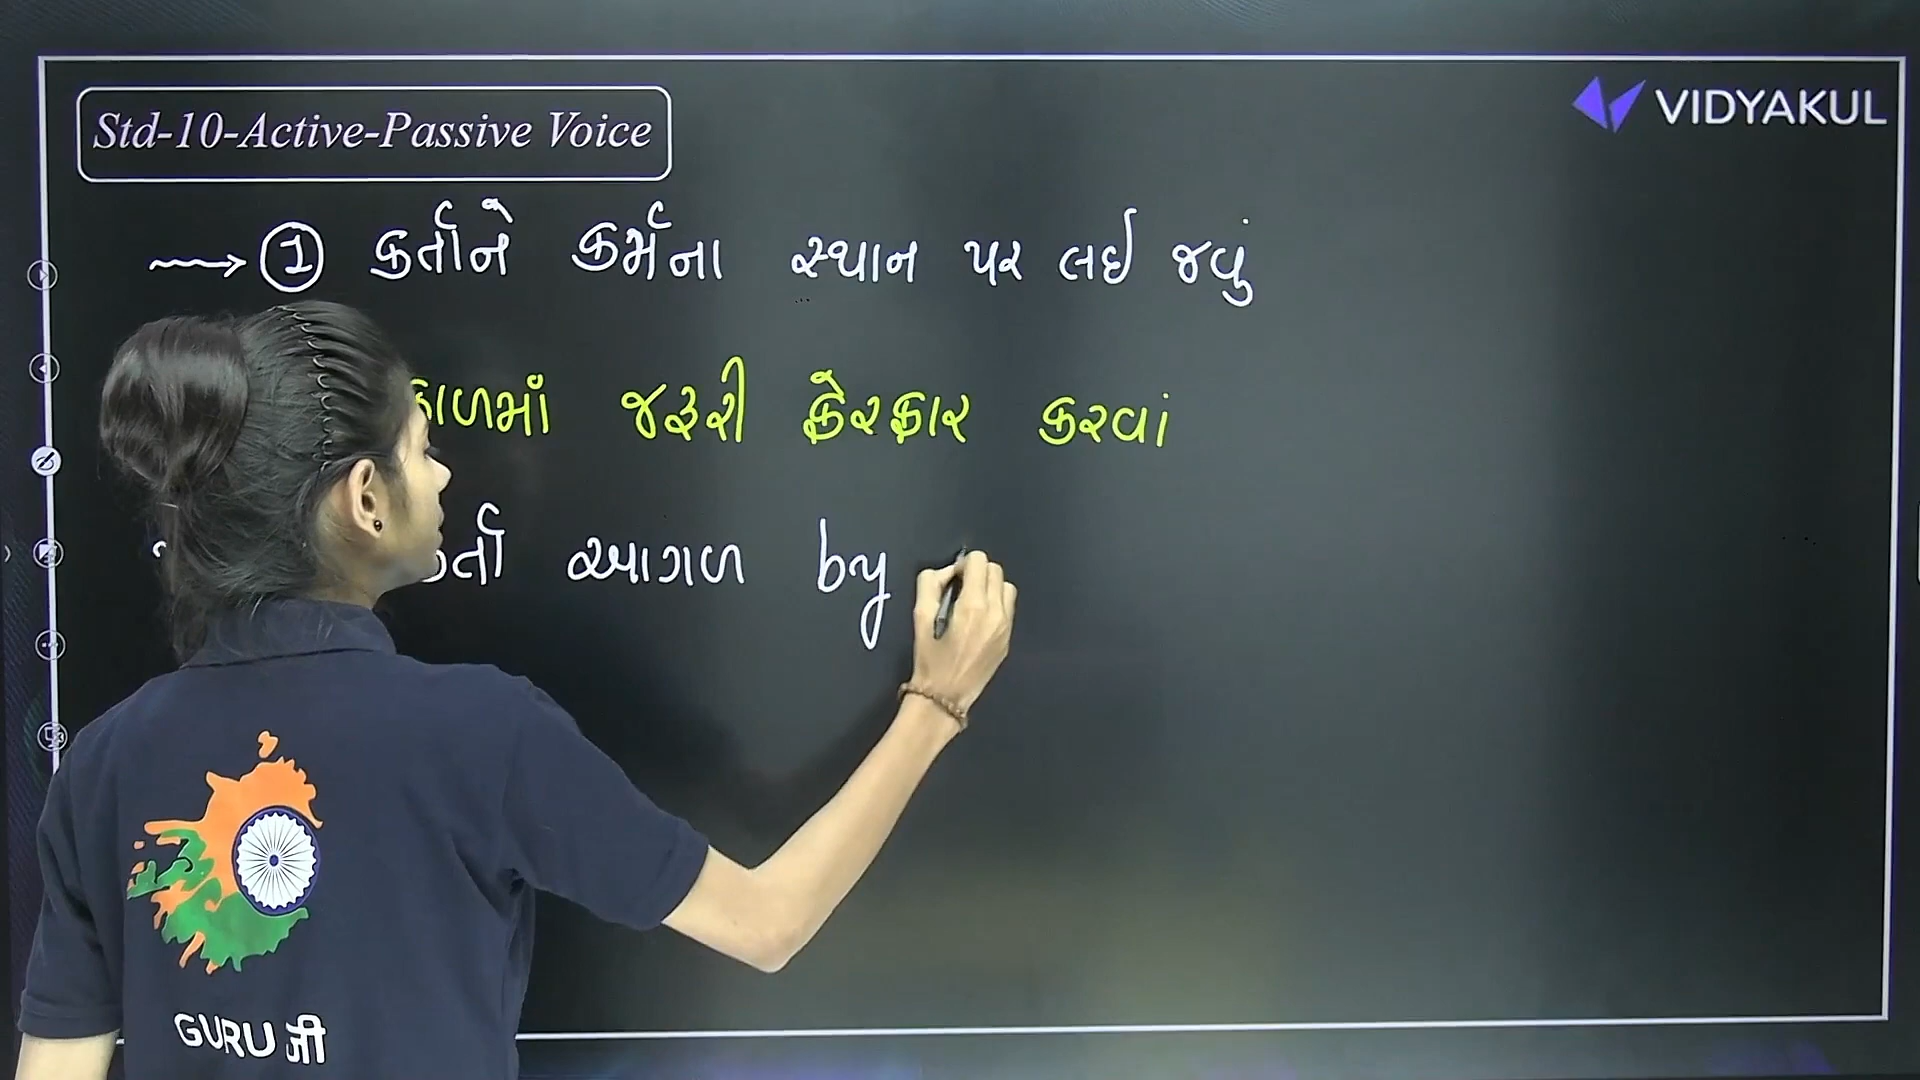 Std-10-Active-Passive Voice
VIDYAKUL
① કર્તાને કર્મના સ્થાન પર લઈ જવું
કાળમાં જરૂરી ફેરફાર કરવાં
કર્તા આગળ by
GURU જી